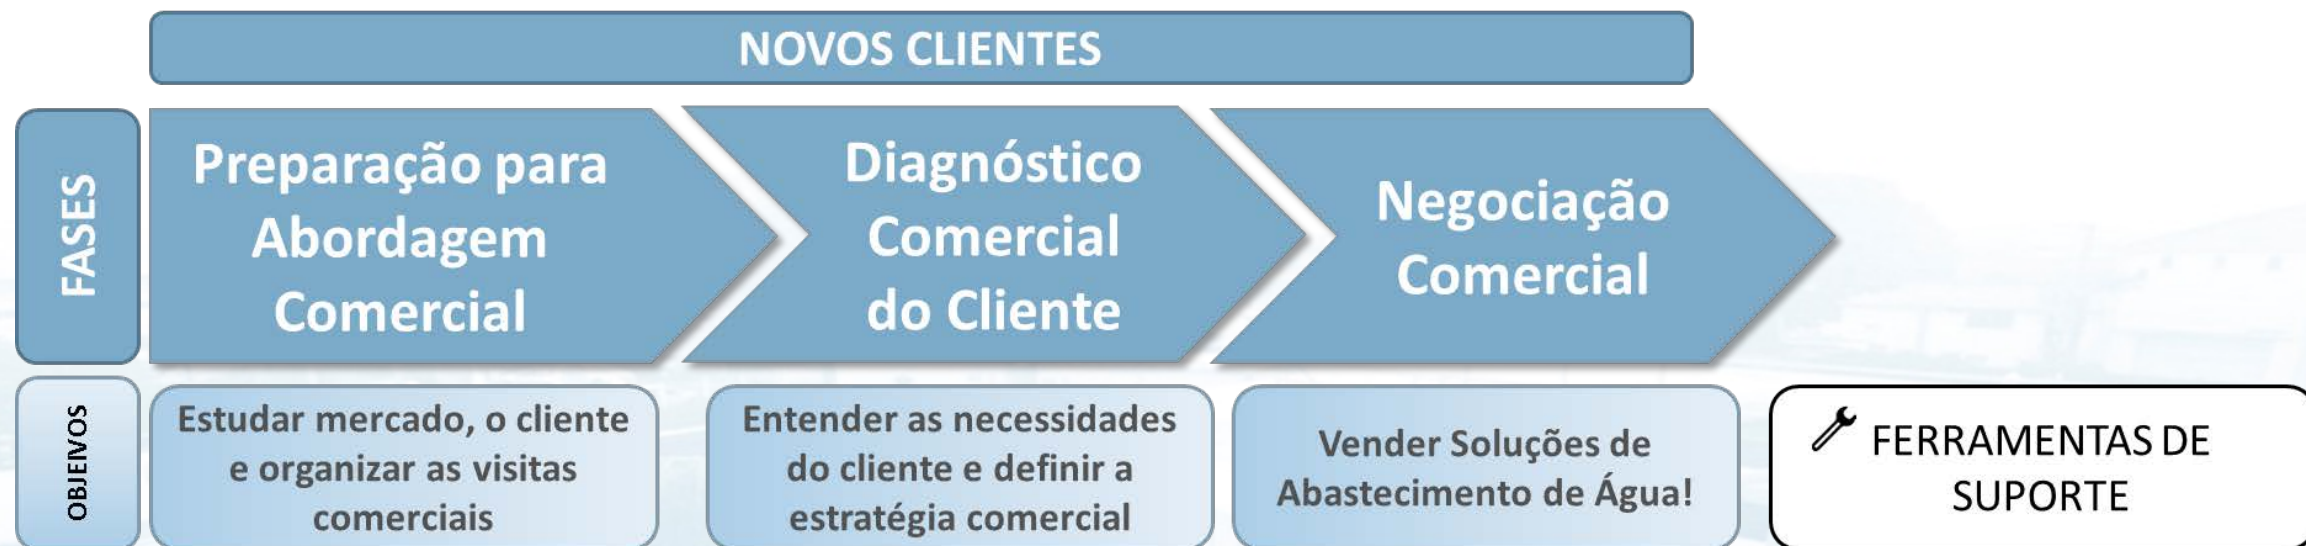 NOVOS CLIENTES
FASES
Preparação para
Abordagem
Comercial
Diagnóstico
Comercial
do Cliente
Negociação
Comercial
OBJEIVOS
Estudar mercado, o cliente
e organizar as visitas
comerciais
Entender as necessidades
do cliente e definir a
estratégia comercial
Vender Soluções de
Abastecimento de Água!
FERRAMENTAS DE
SUPORTE